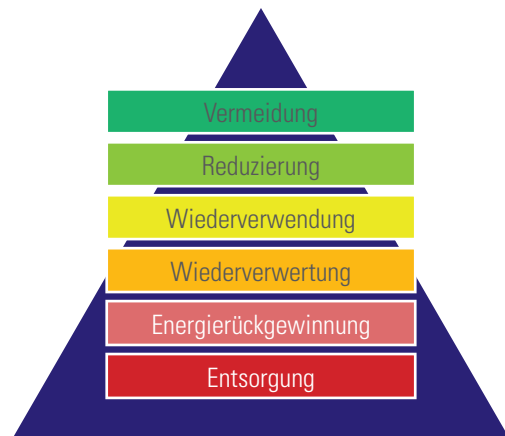 Vermeidung
Reduzierung
Wiederverwendung
Wiederverwertung
Energierückgewinnung
Entsorgung